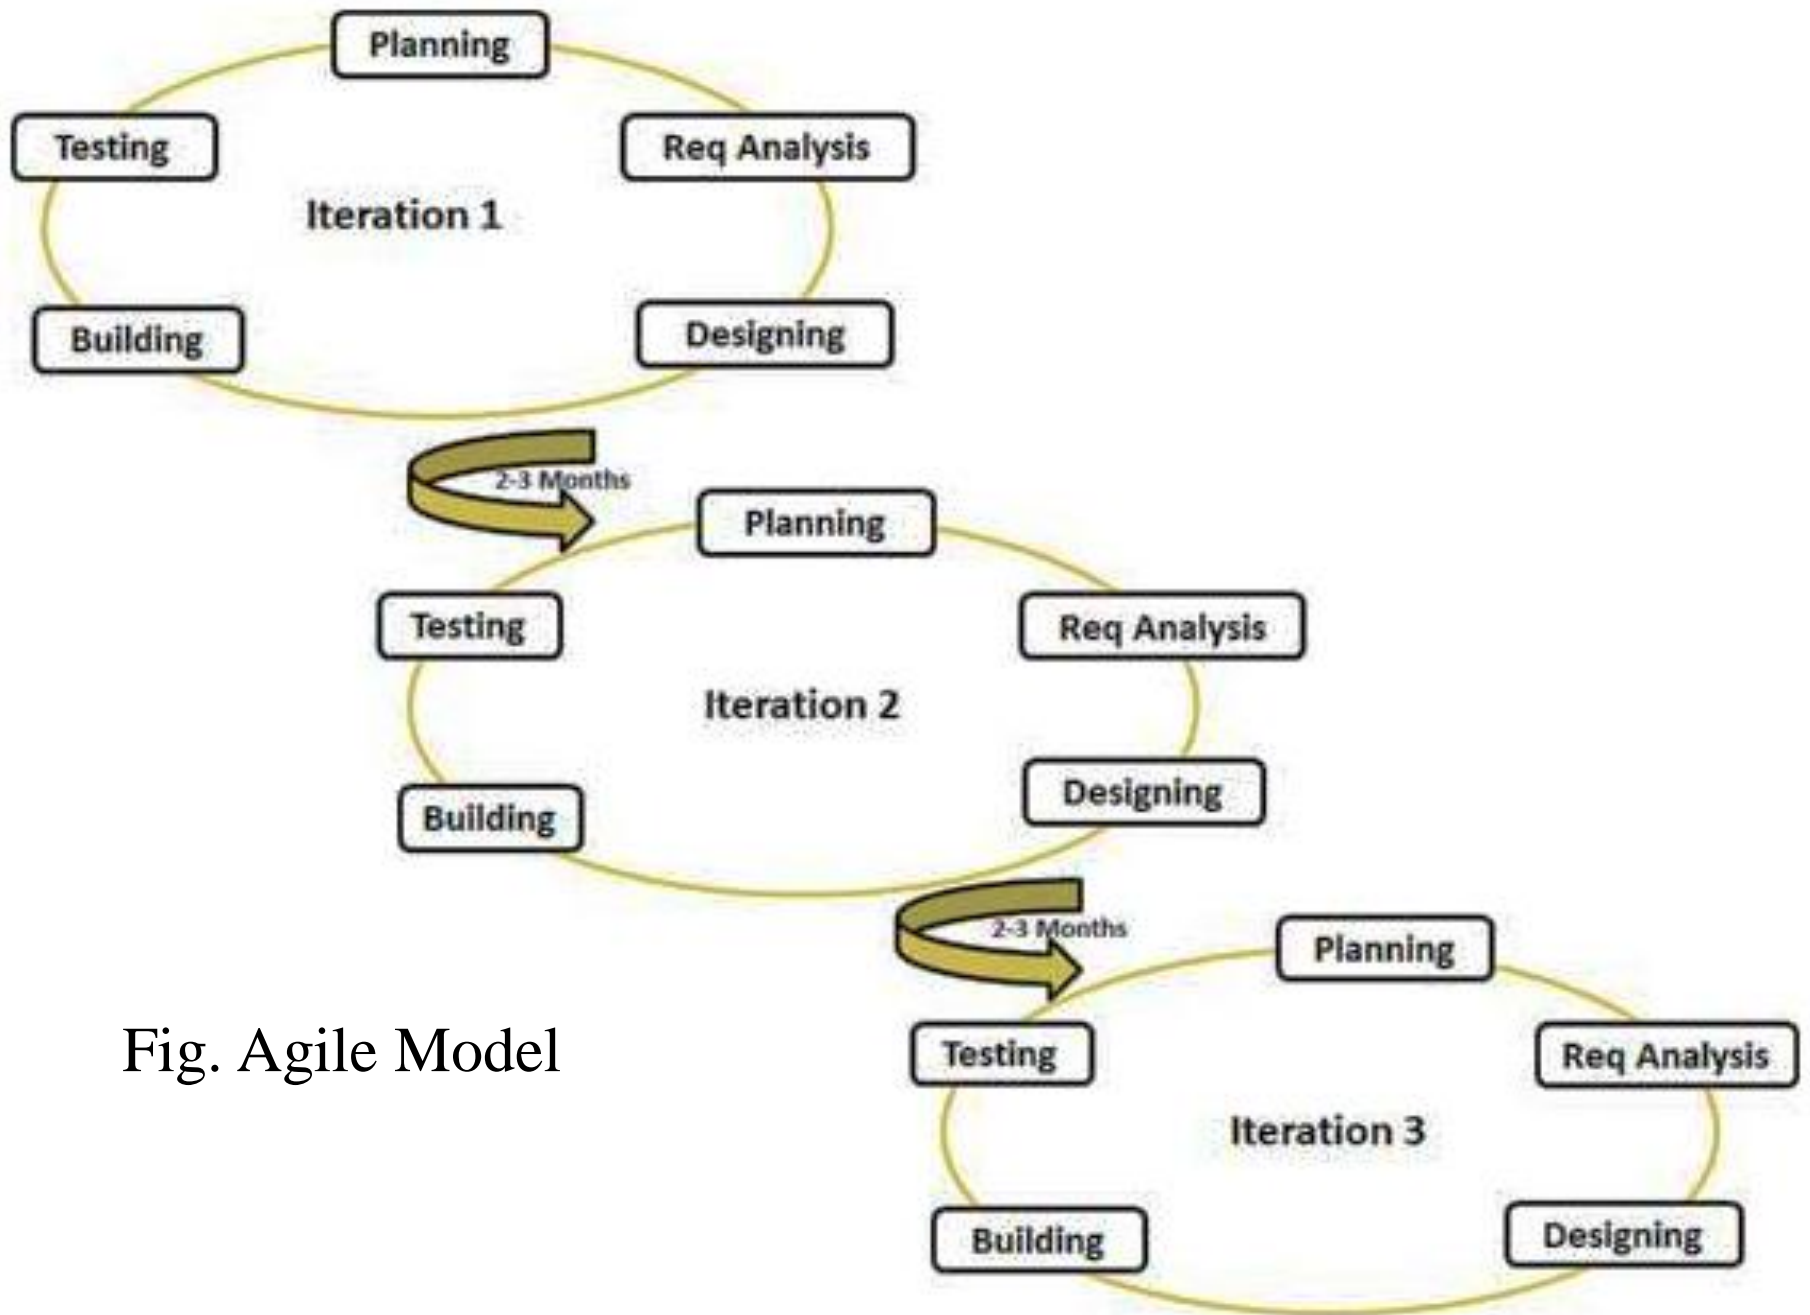 Planning
Testing
Req Analysis
Iteration 1
Building
Designing
2-3 Months
Planning
Testing
Req Analysis
Iteration 2
Designing
Building
2-3 Months
Planning
Fig. Agile Model
Testing
Req Analysis
Iteration 3
Building
Designing